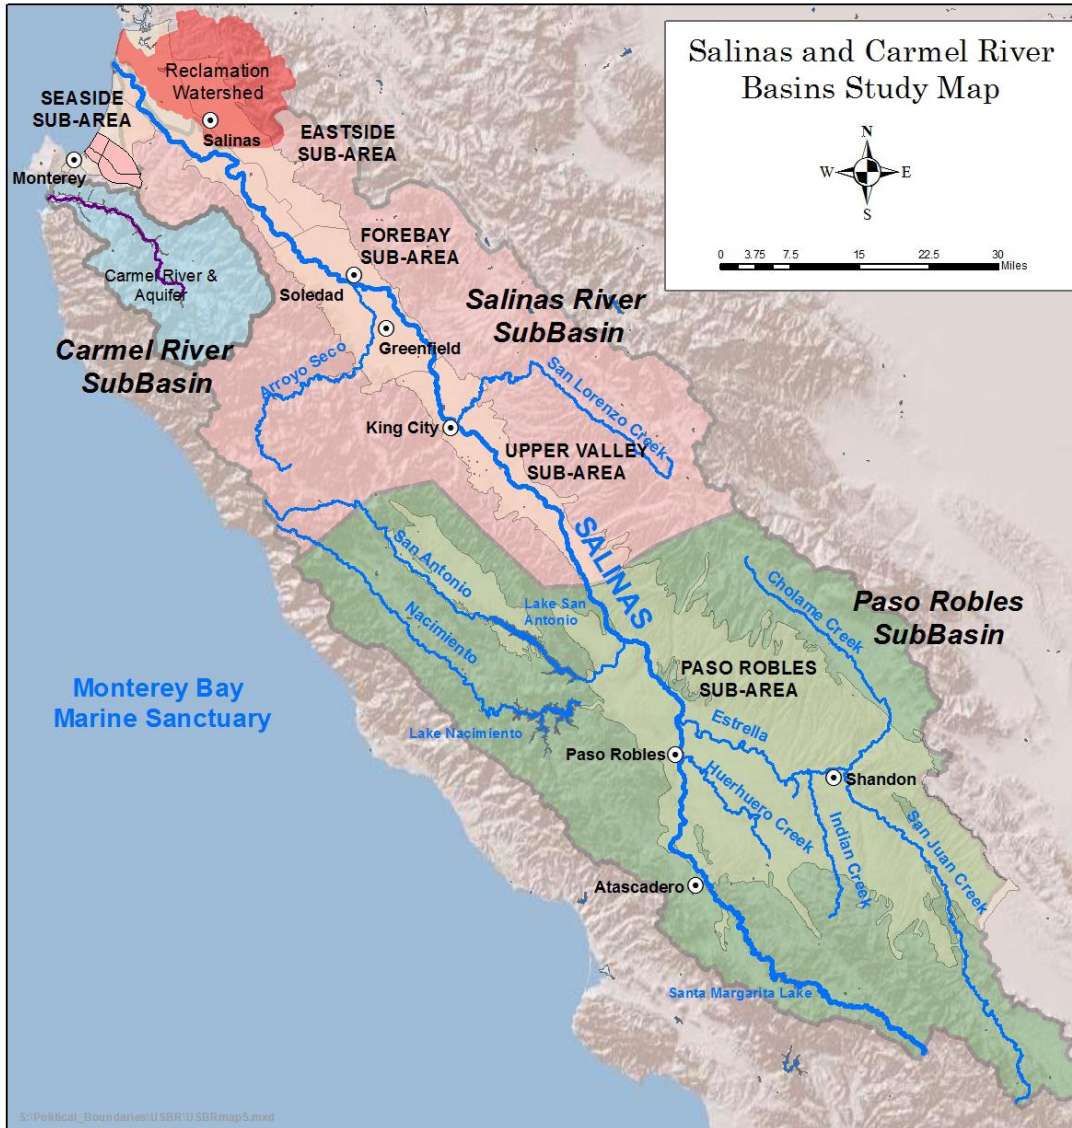 Salinas and Carmel River
Basins Study Map
N
W
E
S
0 3.75 7.5 15 22.5 30
Miles
Reclamation
Watershed
SEASIDE
SUB-AREA
Salinas
EASTSIDE
SUB-AREA
Monterey
FOREBAY
SUB-AREA
Carmel River &
Aquifer
Soledad
Salinas River
SubBasin
Carmel River
SubBasin
Greenfield
Arroyo Seco
San Lorenzo Creek
King City
UPPER VALLEY
SUB-AREA
SALINAS
San Antonio
Nacimiento
Lake San
Antonio
Cholame Creek
Paso Robles
SubBasin
PASO ROBLES
SUB-AREA
Monterey Bay
Marine Sanctuary
Lake Nacimiento
Estrella
Paso Robles
Shandon
Huerhuero Creek
Indian Creek
San Juan Creek
Atascadero
Santa Margarita Lake
S:\Political_Boundaries\USBR\USBRmap5.mxd